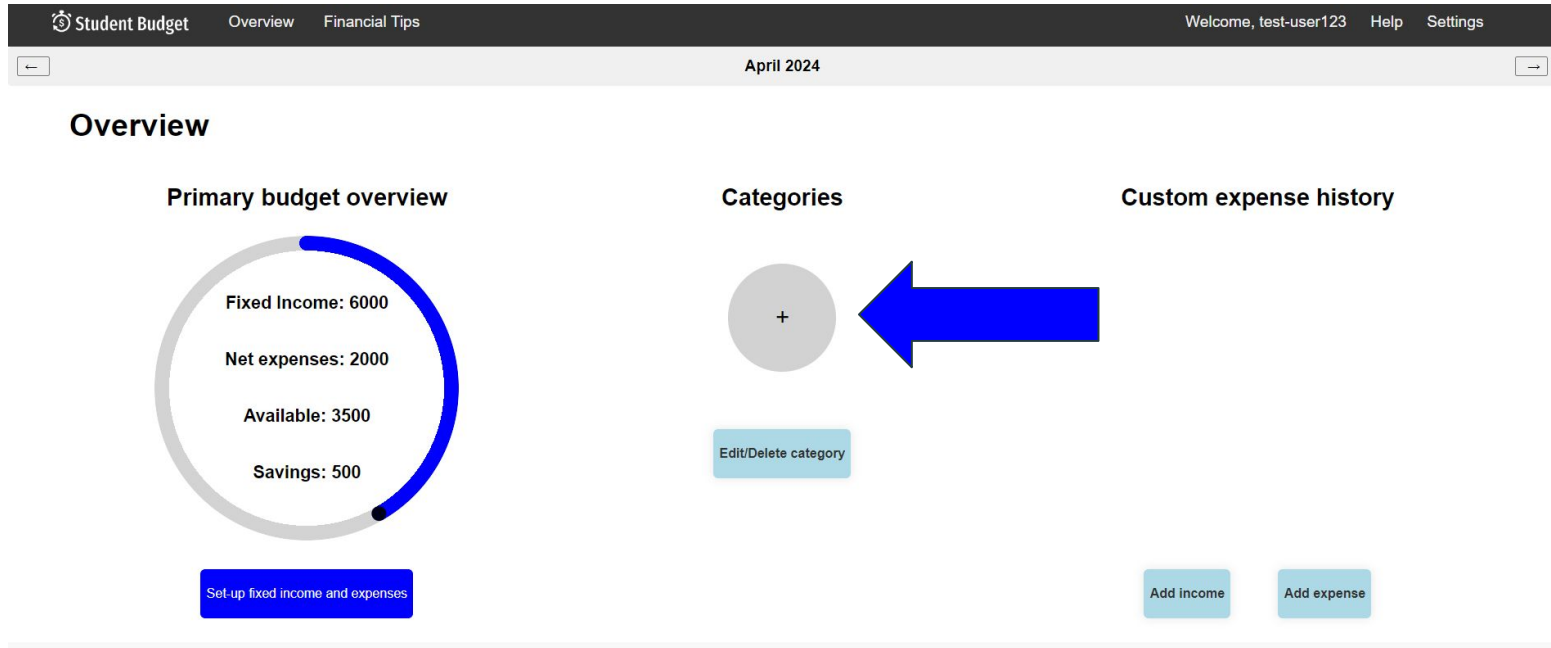 Student Budget Overview Financial Tips Welcome, test-user123 Help Settings
← April 2024 →
Overview
Primary budget overview
Fixed Income: 6000
Net expenses: 2000
Available: 3500
Savings: 500
Set-up fixed income and expenses
Categories
+
Edit/Delete category
Custom expense history
Add income Add expense